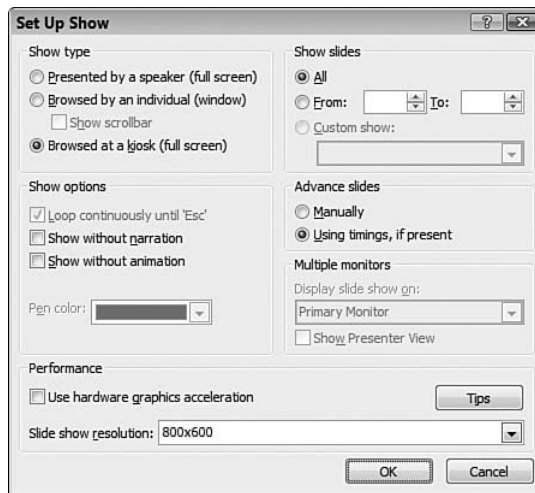 Set Up Show
Show type
Presented by a speaker (full screen)
Browsed by an individual (window)
Show scrollbar
Browsed at a kiosk (full screen)
Show slides
All
From: To:
Custom show:
Show options
Loop continuously until 'Esc'
Show without narration
Show without animation
Pen color:
Advance slides
Manually
Using timings, if present
Multiple monitors
Display slide show on:
Primary Monitor
Show Presenter View
Performance
Use hardware graphics acceleration
Tips
Slide show resolution: 800x600
OK Cancel